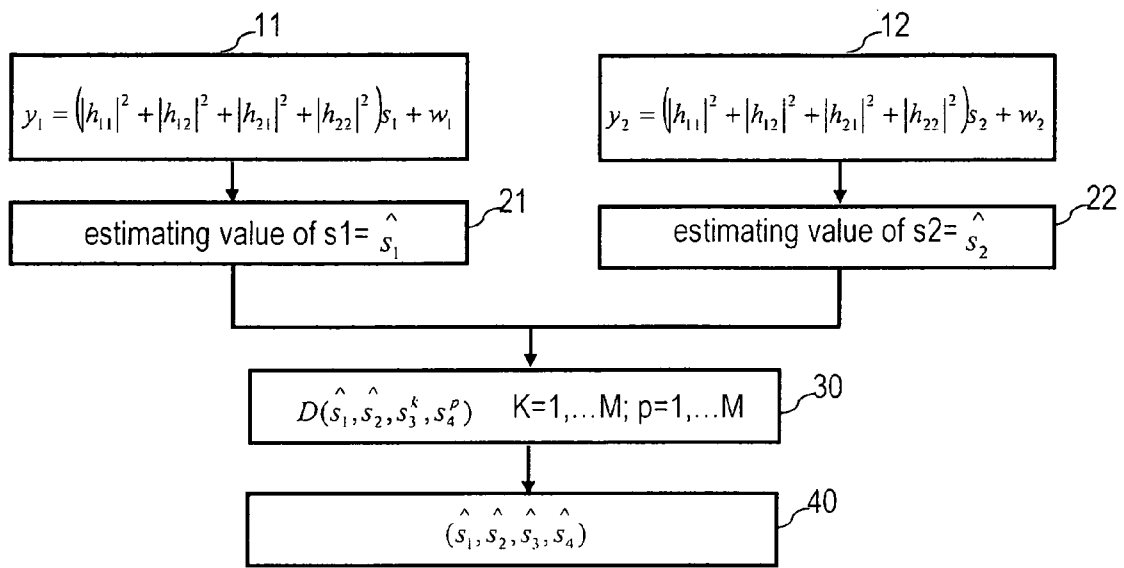 11
12
y₁ = (|h₁₁|² + |h₁₂|² + |h₂₁|² + |h₂₂|²)s₁ + w₁
y₂ = (|h₁₁|² + |h₁₂|² + |h₂₁|² + |h₂₂|²)s₂ + w₂
21
22
estimating value of s1= ŝ₁
estimating value of s2= ŝ₂
30
D(ŝ₁, ŝ₂, s₃ᵏ, s₄ᵖ) K=1,...M; p=1,...M
40
(ŝ₁, ŝ₂, ŝ₃, ŝ₄)